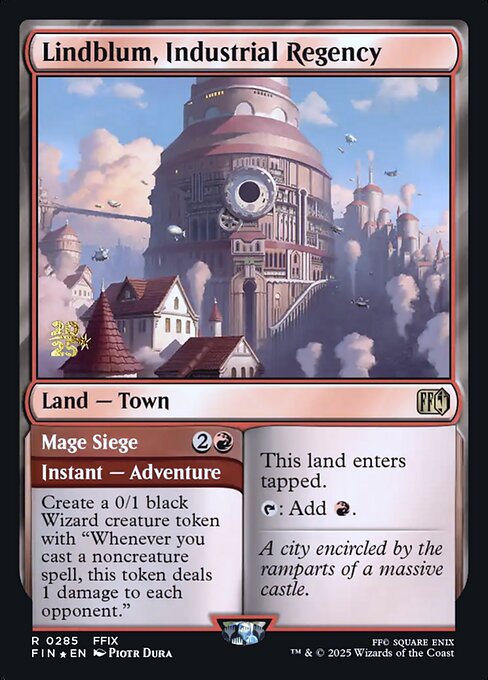 Lindblum, Industrial Regency
2025
Land — Town
FF
Mage Siege 2
Instant — Adventure
Create a 0/1 black
Wizard creature token
with “Whenever you
cast a noncreature
spell, this token deals
1 damage to each
opponent.”
This land enters
tapped.
: Add .
A city encircled by the
ramparts of a massive
castle.
R 0285 FFIX
FIN★EN Piotr Dura
FF© SQUARE ENIX
™ & © 2025 Wizards of the Coast